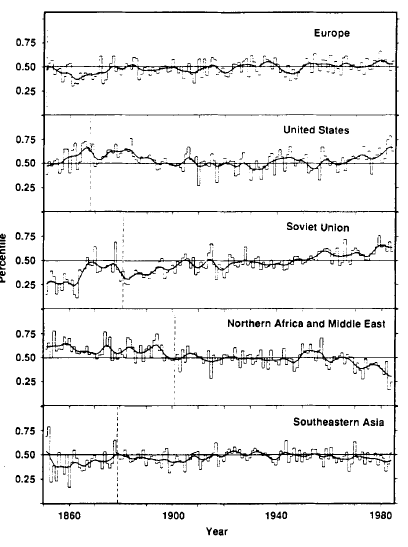 Europe
0.75
0.50
0.25
United States
0.75
0.50
0.25
Soviet Union
0.75
0.50
0.25
Percentile
Northern Africa and Middle East
0.75
0.50
0.25
Southeastern Asia
0.75
0.50
0.25
1860
1900
1940
1980
Year